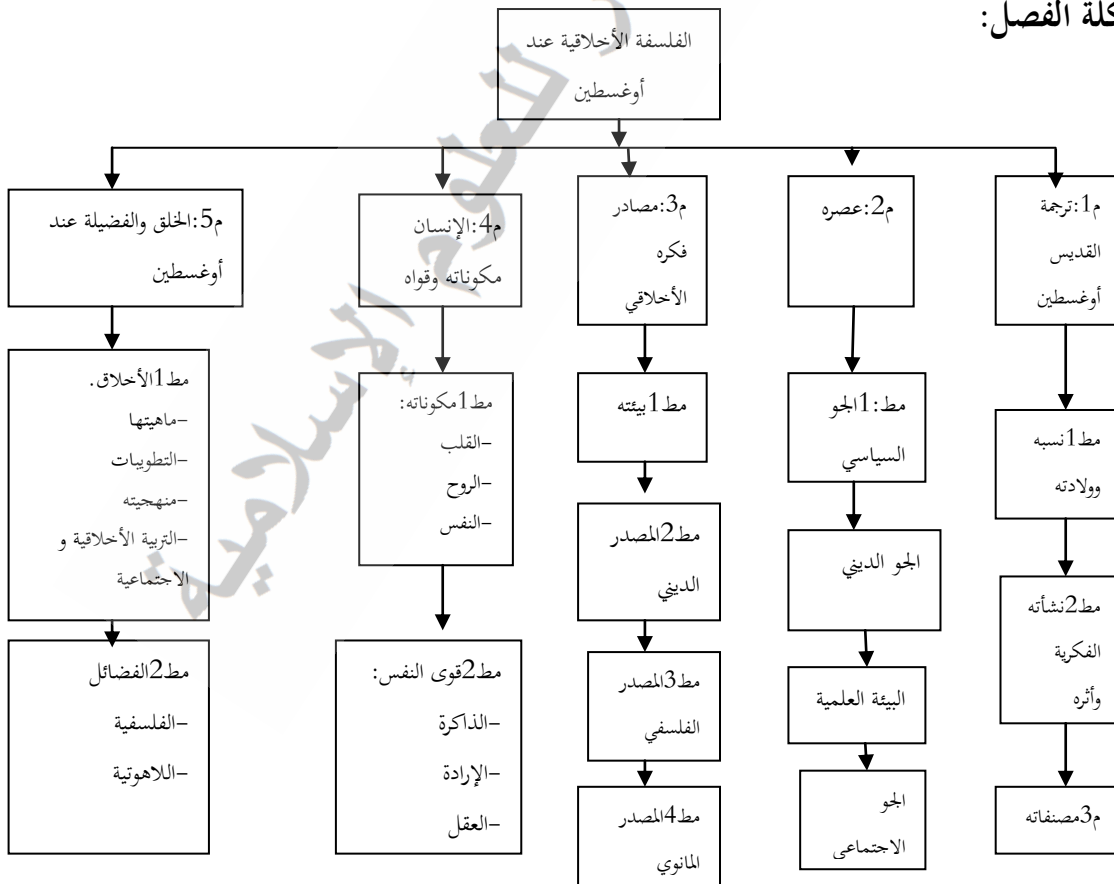 كلة الفصل:
الفلسفة الأخلاقية عند
أوغسطين
م1:ترجمة
القديس
أوغسطين
م2:عصره
م3:مصادر
فكره
الأخلاقي
م4:الإنسان
مكوناته وقواه
م5:الخلق والفضيلة عند
أوغسطين
مط1نسبه
وولادته
مط2نشأته
الفكرية
وأثره
م3مصنفاته
مط:1الجو
السياسي
الجو الديني
البيئة العلمية
الجو
الاجتماعي
مط1بيئته
مط2المصدر
الديني
مط3المصدر
الفلسفي
مط4المصدر
المانوي
مط1مكوناته:
-القلب
-الروح
-النفس
مط2قوى النفس:
-الذاكرة
-الإرادة
-العقل
مط1الأخلاق.
-ماهيتها
-التطويبات
-منهجيته
-التربية الأخلاقية و
الاجتماعية
مط2الفضائل
-الفلسفية
-اللاهوتية
للعلوم الإسلامية